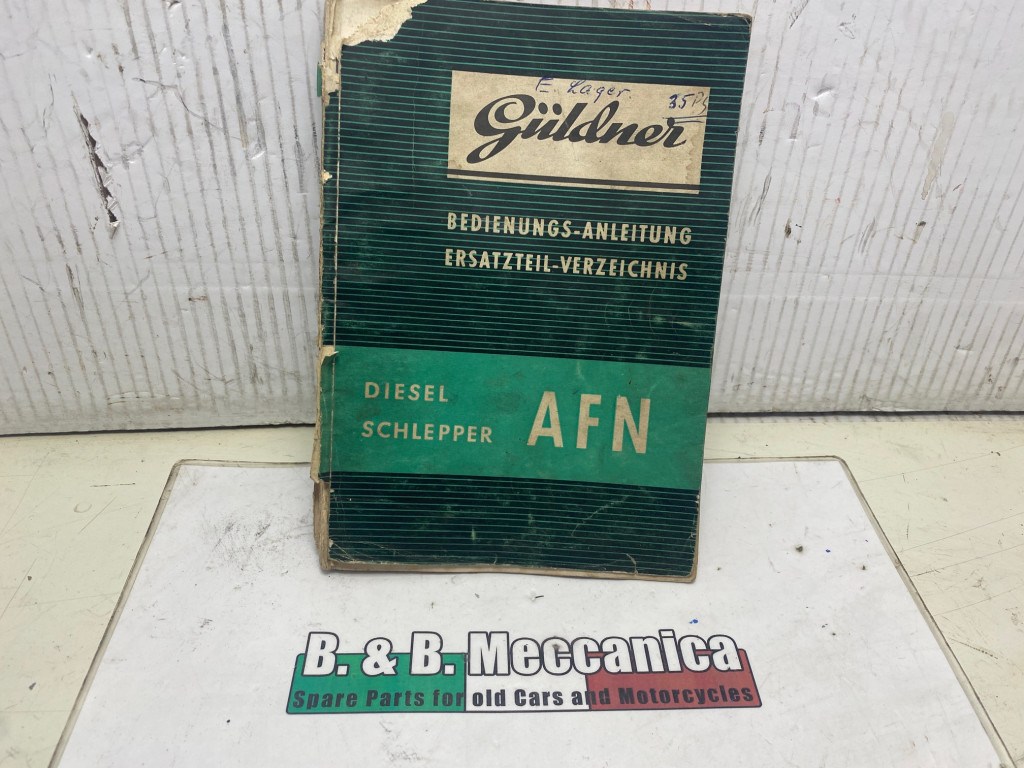 E. Lager. 35PS
Güldner
BEDIENUNGS-ANLEITUNG
ERSATZTEIL-VERZEICHNIS
DIESEL
SCHLEPPER
AFN
B. & B. Meccanica
Spare Parts for old Cars and Motorcycles